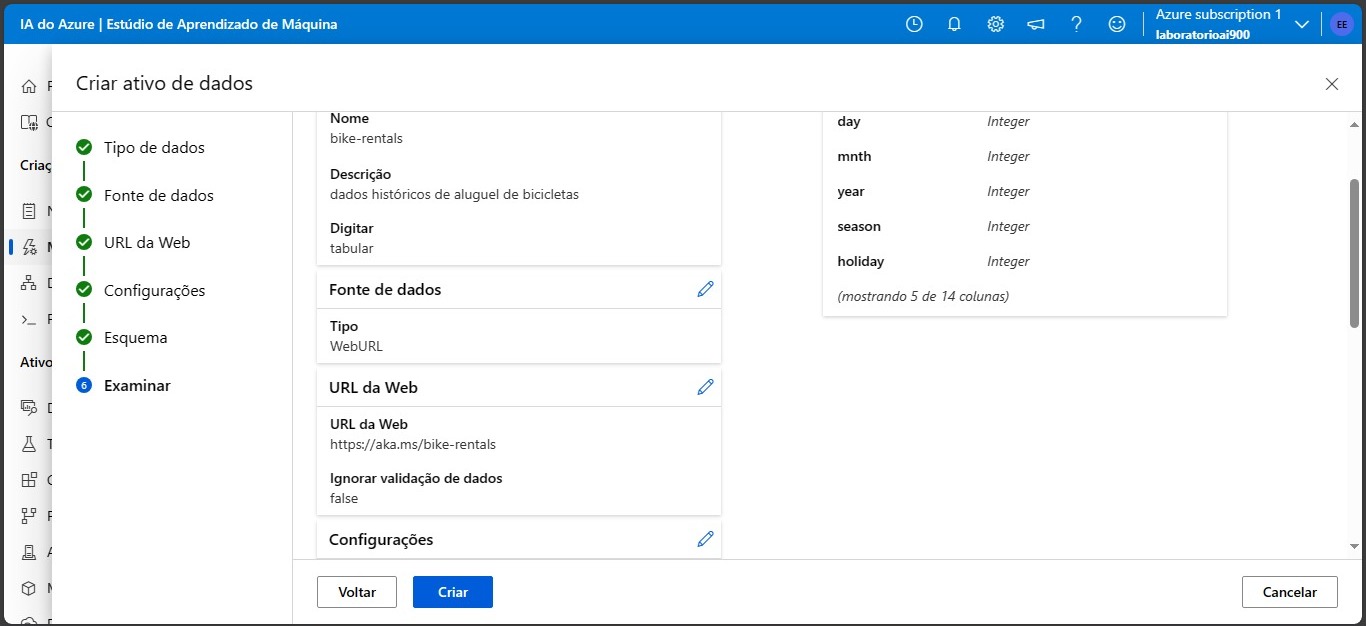 IA do Azure | Estúdio de Aprendizado de Máquina
Azure subscription 1
laboratorioai900
EE
Criar ativo de dados
Criaç
Ativo
Tipo de dados
Fonte de dados
URL da Web
Configurações
Esquema
6 Examinar
Nome
bike-rentals
Descrição
dados históricos de aluguel de bicicletas
Digitar
tabular
Fonte de dados
Tipo
WebURL
URL da Web
URL da Web
https://aka.ms/bike-rentals
Ignorar validação de dados
false
Configurações
day Integer
mnth Integer
year Integer
season Integer
holiday Integer
(mostrando 5 de 14 colunas)
Voltar
Criar
Cancelar